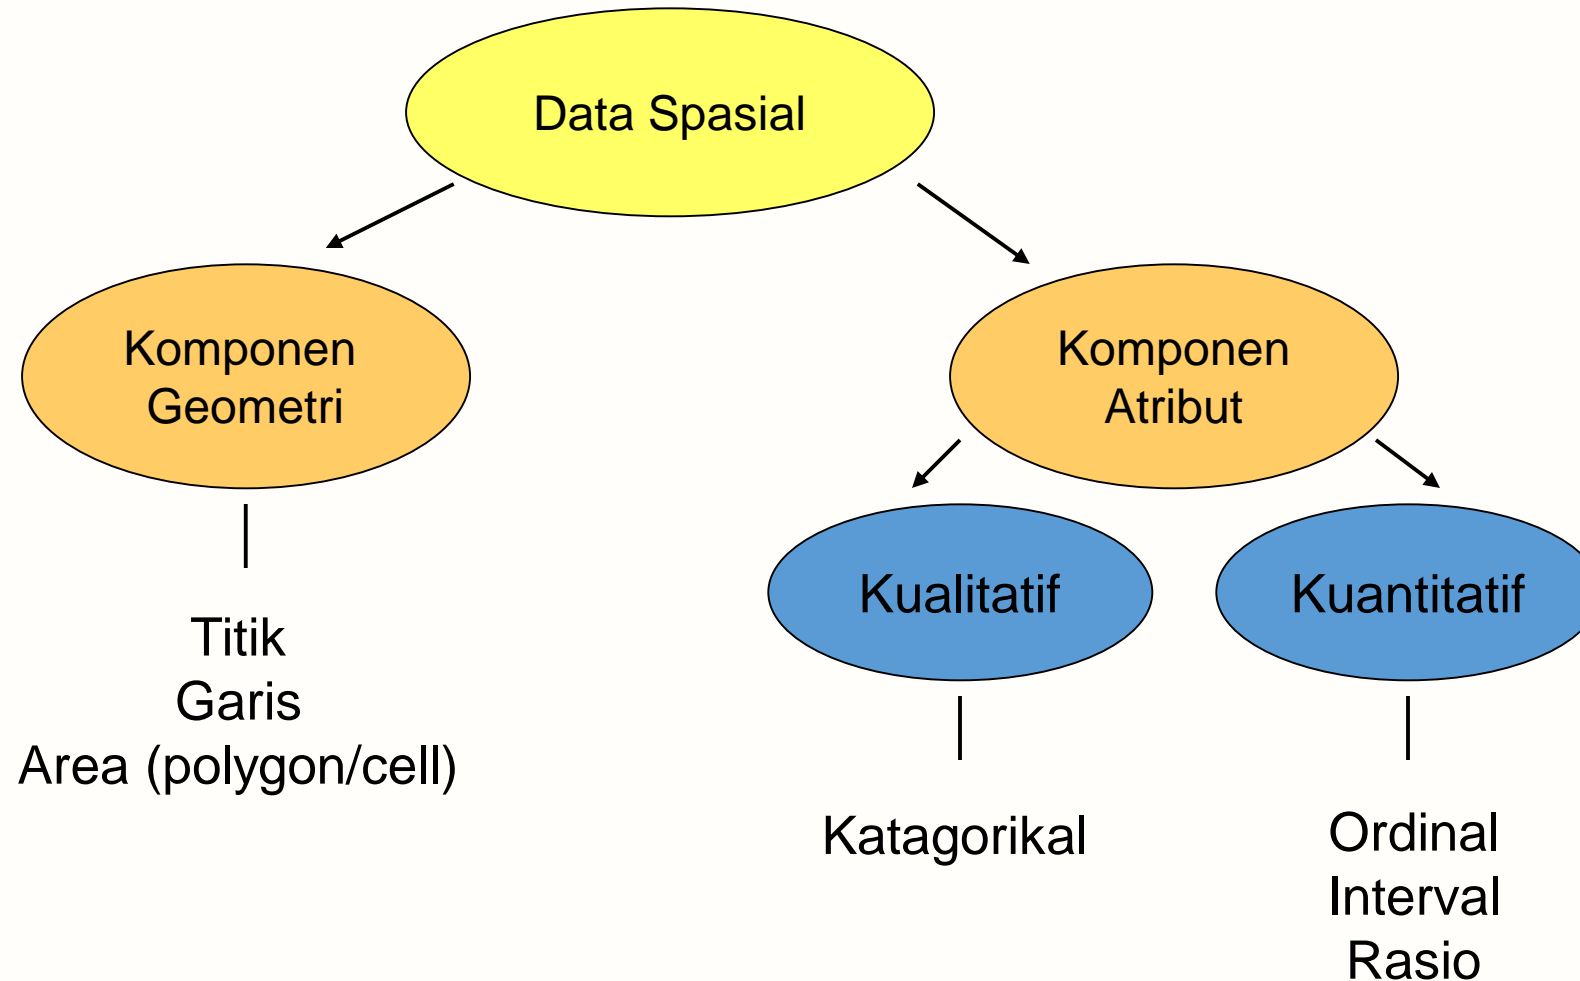 Data Spasial
Komponen
Geometri
Komponen
Atribut
Kualitatif
Kuantitatif
Titik
Garis
Area (polygon/cell)
Katagorikal
Ordinal
Interval
Rasio